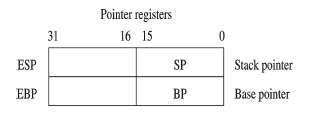 Pointer registers
31 16 15 0
ESP SP Stack pointer
EBP BP Base pointer